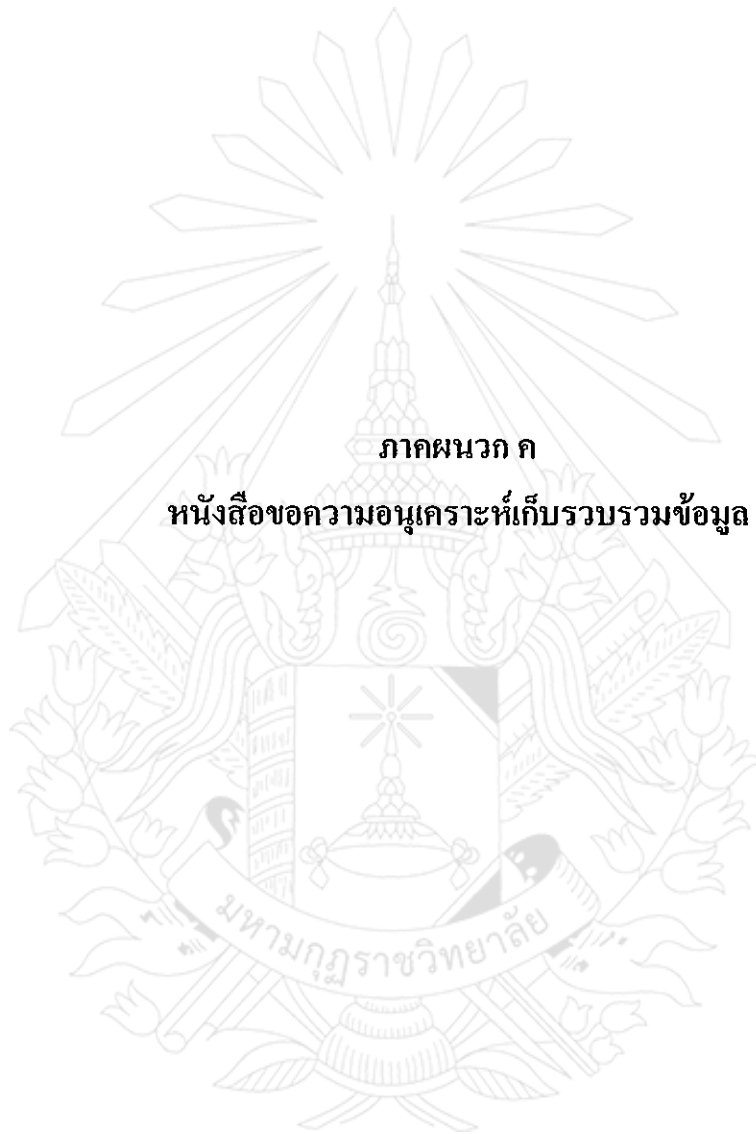 ภาคผนวก ค
หนังสือขอความอนุเคราะห์เก็บรวบรวมข้อมูล
มหามกุฏราชวิทยาลัย